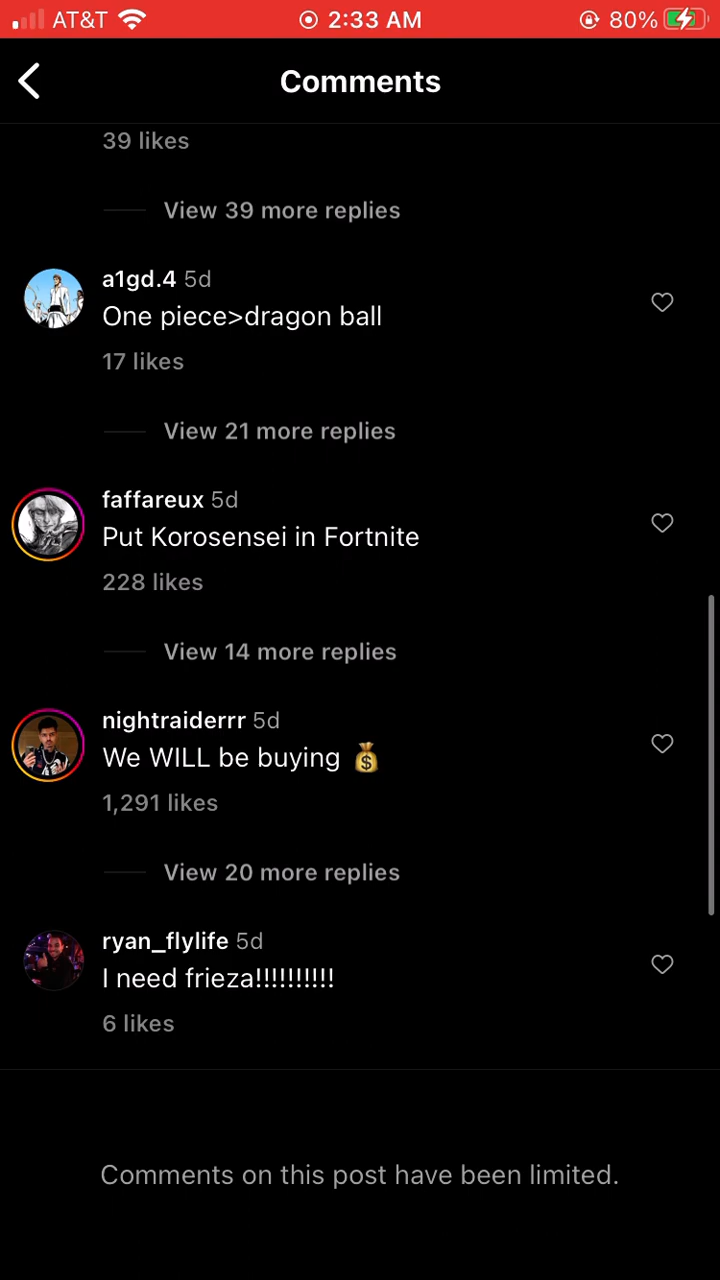 AT&T 2:33 AM 80%
Comments
39 likes
View 39 more replies
a1gd.4 5d
One piece>dragon ball
17 likes
View 21 more replies
faffareux 5d
Put Korosensei in Fortnite
228 likes
View 14 more replies
nightraiderrr 5d
We WILL be buying 💰
1,291 likes
View 20 more replies
ryan_flylife 5d
I need frieza!!!!!!!!!!
6 likes
Comments on this post have been limited.